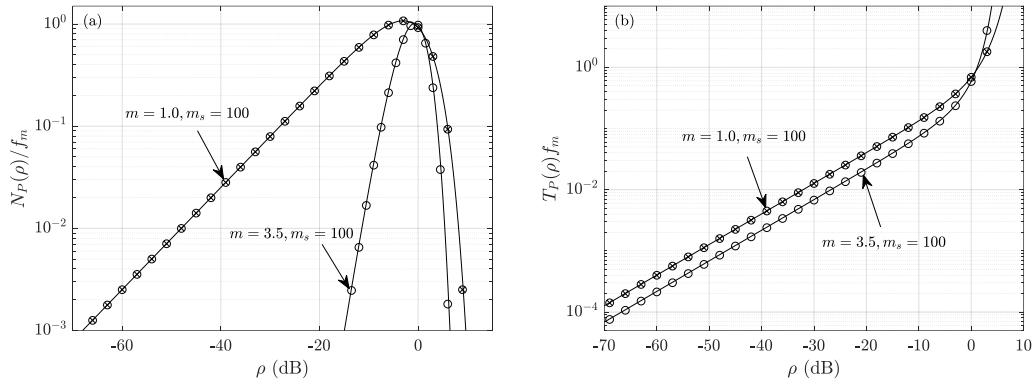 (a)
10^0
10^-1
10^-2
10^-3
N_P(ρ)/f_m
m = 1.0, m_s = 100
m = 3.5, m_s = 100
-60 -40 -20 0
ρ (dB)
(b)
10^0
10^-2
10^-4
T_P(ρ)f_m
m = 1.0, m_s = 100
m = 3.5, m_s = 100
-70 -60 -50 -40 -30 -20 -10 0 10
ρ (dB)